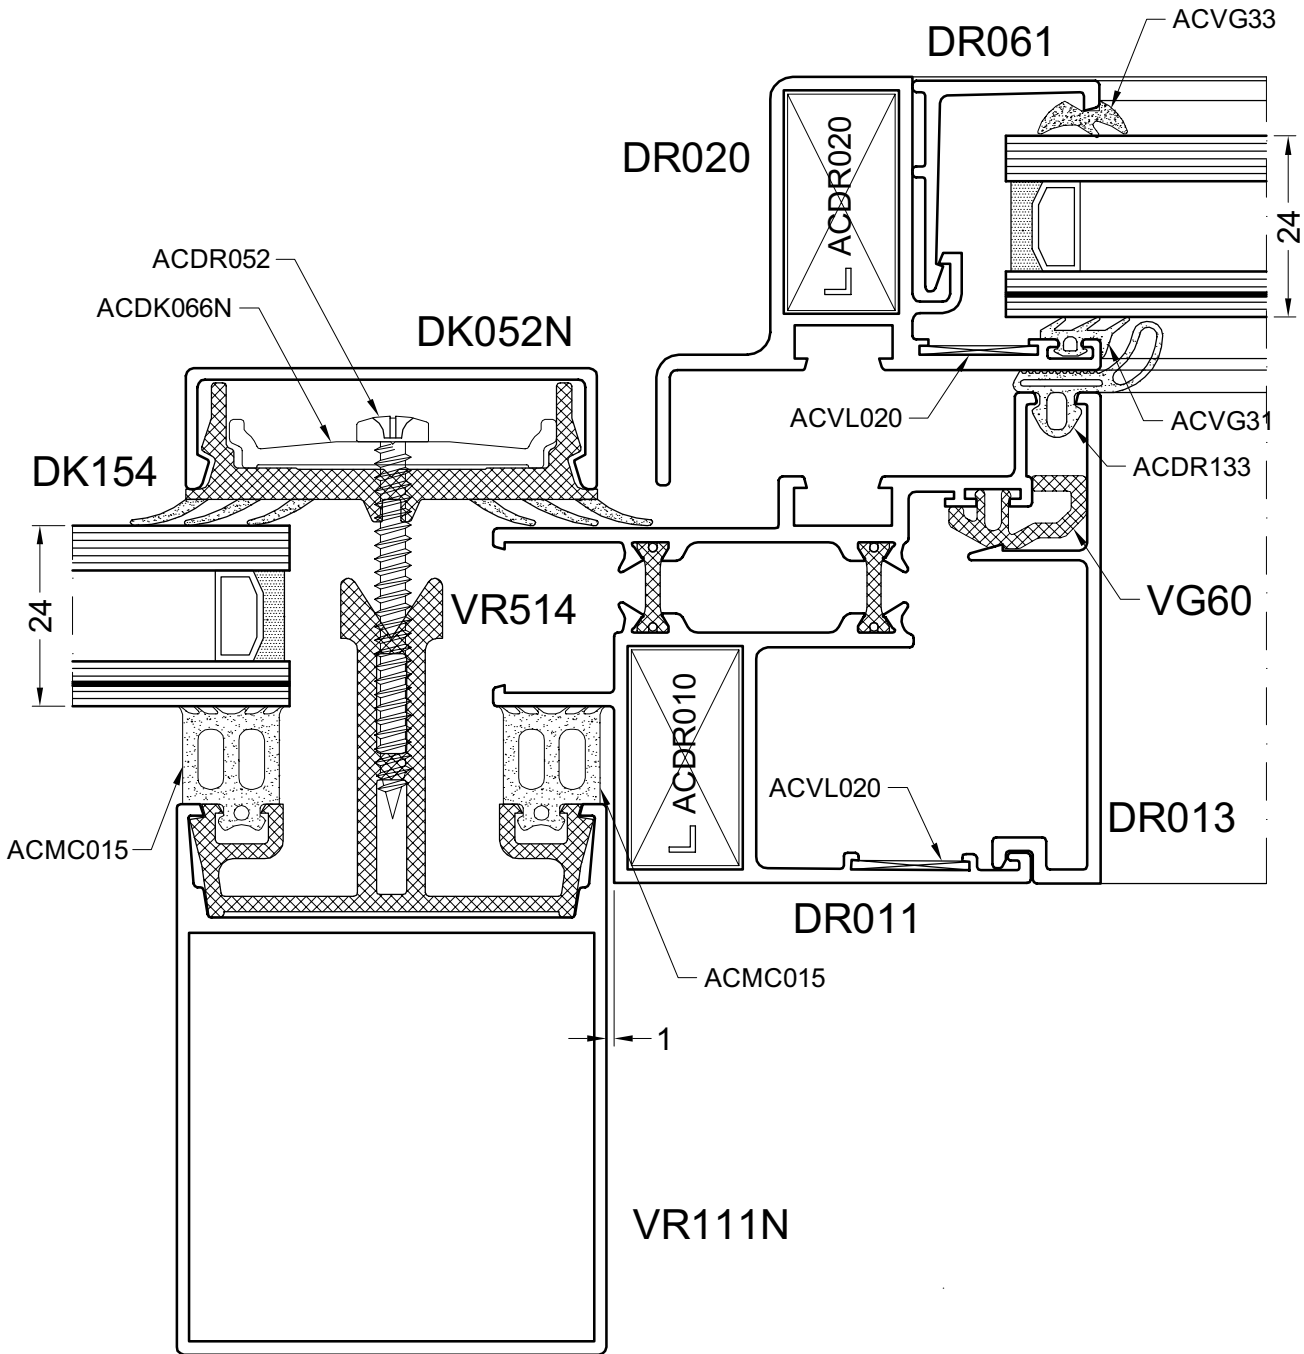 ACVG33
DR061
DR020
ACDR020
24
ACDR052
ACDK066N
DK052N
ACVL020
ACVG31
DK154
ACDR133
24
VR514
VG60
ACDR010
ACVL020
DR013
ACMC015
DR011
ACMC015
1
VR111N